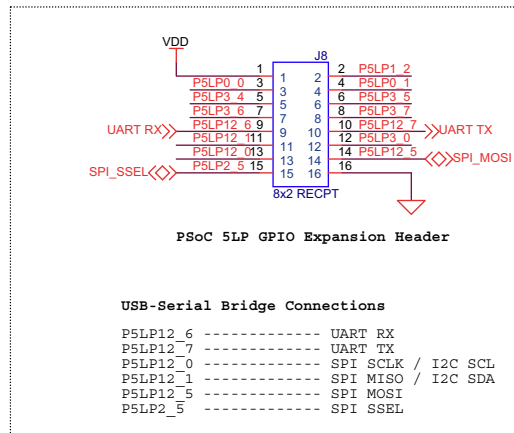 VDD
J8
1 1 2 2 P5LP1_2
P5LP0_0 3 3 4 4 P5LP0_1
P5LP3_4 5 5 6 6 P5LP3_5
P5LP3_6 7 7 8 8 P5LP3_7
UART RX P5LP12_6 9 9 10 10 P5LP12_7 UART TX
P5LP12_1 11 11 12 12 P5LP3_0
P5LP12_0 13 13 14 14 P5LP12_5 SPI_MOSI
SPI_SSEL P5LP2_5 15 15 16 16
8x2 RECPT
PSoC 5LP GPIO Expansion Header
USB-Serial Bridge Connections
P5LP12_6 ------------- UART RX
P5LP12_7 ------------- UART TX
P5LP12_0 ------------- SPI SCLK / I2C SCL
P5LP12_1 ------------- SPI MISO / I2C SDA
P5LP12_5 ------------- SPI MOSI
P5LP2_5 ------------- SPI SSEL